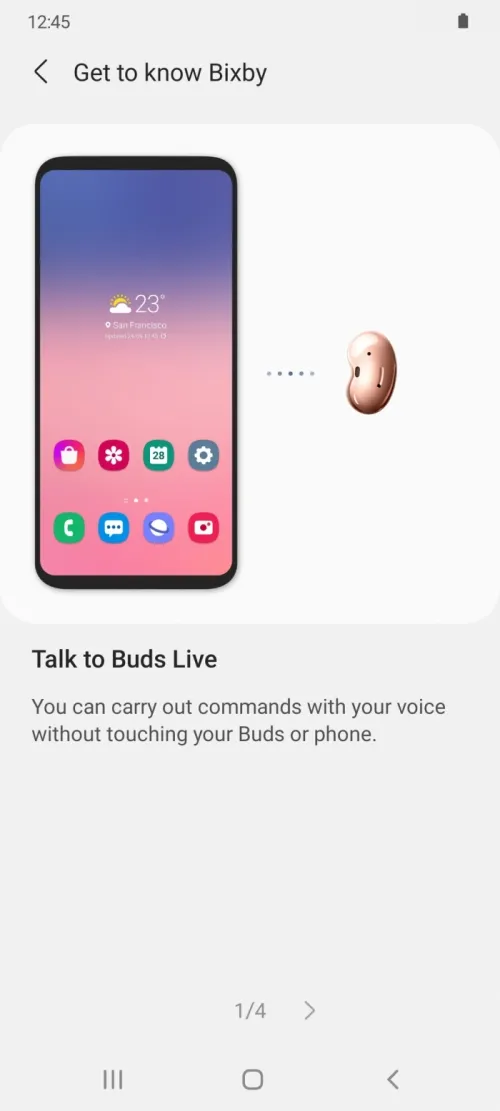 12:45
Get to know Bixby
23°
San Francisco
28
Talk to Buds Live
You can carry out commands with your voice
without touching your Buds or phone.
1/4